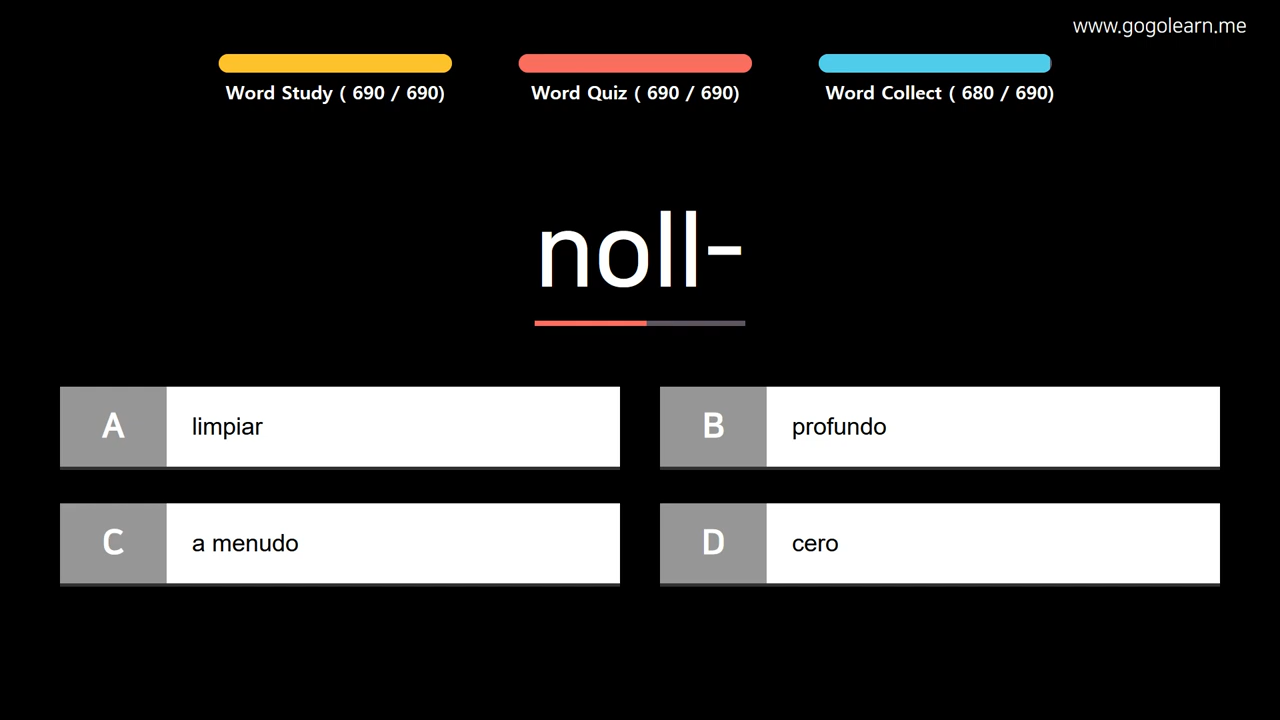 www.gogolearn.me
Word Study ( 690 / 690)
Word Quiz ( 690 / 690)
Word Collect ( 680 / 690)
noll-
A limpiar
B profundo
C a menudo
D cero